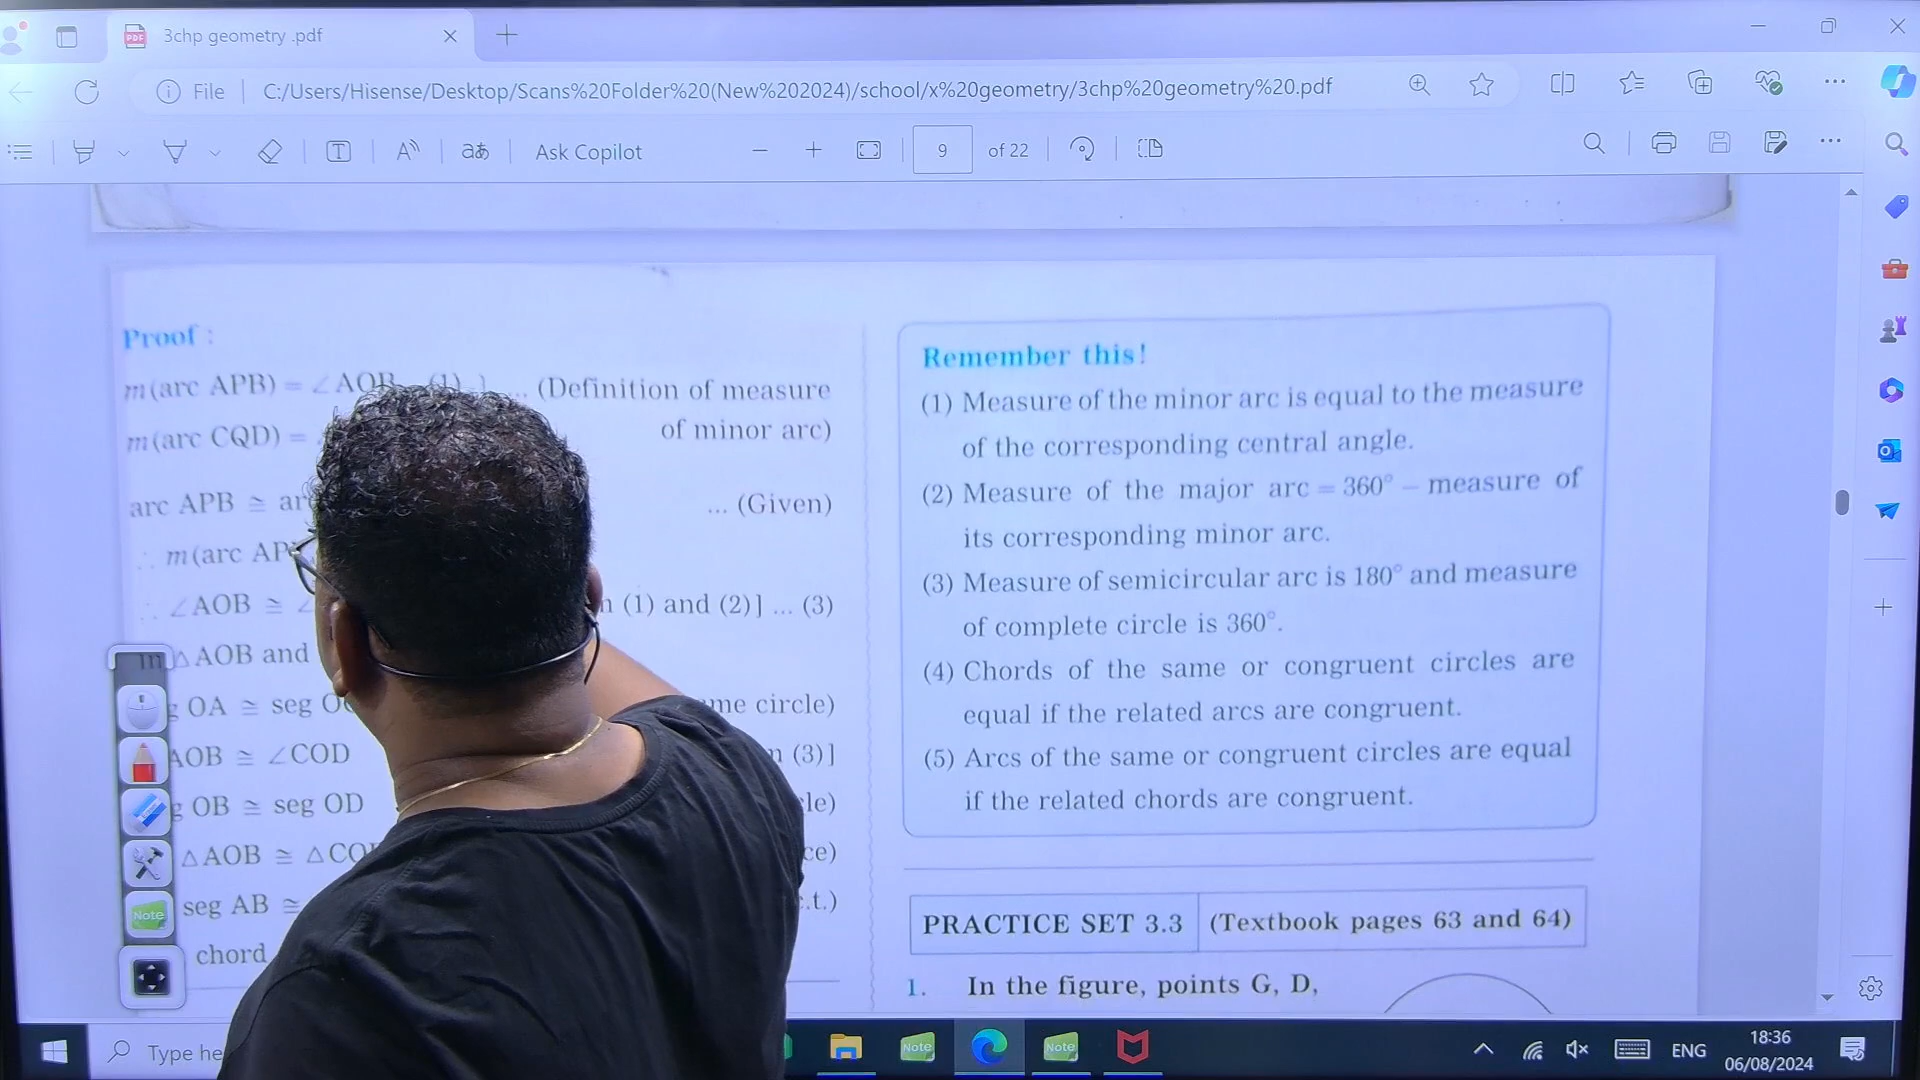 3chp geometry .pdf
File
C:/Users/Hisense/Desktop/Scans%20Folder%20(New%202024)/school/x%20geometry/3chp%20geometry%20.pdf
Ask Copilot
9 of 22
Proof :
m(arc APB) = ∠AOB ... (1) ... (Definition of measure
m(arc CQD) = of minor arc)
arc APB ≅ ... (Given)
∴ m(arc
∴ ∠AOB ≅ (1) and (2)] ... (3)
In △AOB and
OA ≅ seg circle)
AOB ≅ ∠COD (3)]
OB ≅ seg OD
△AOB ≅
seg AB ≅
chord
Remember this!
(1) Measure of the minor arc is equal to the measure
of the corresponding central angle.
(2) Measure of the major arc = 360° – measure of
its corresponding minor arc.
(3) Measure of semicircular arc is 180° and measure
of complete circle is 360°.
(4) Chords of the same or congruent circles are
equal if the related arcs are congruent.
(5) Arcs of the same or congruent circles are equal
if the related chords are congruent.
PRACTICE SET 3.3 (Textbook pages 63 and 64)
1. In the figure, points G, D,
Note
Type
Note
Note
ENG
18:36
06/08/2024